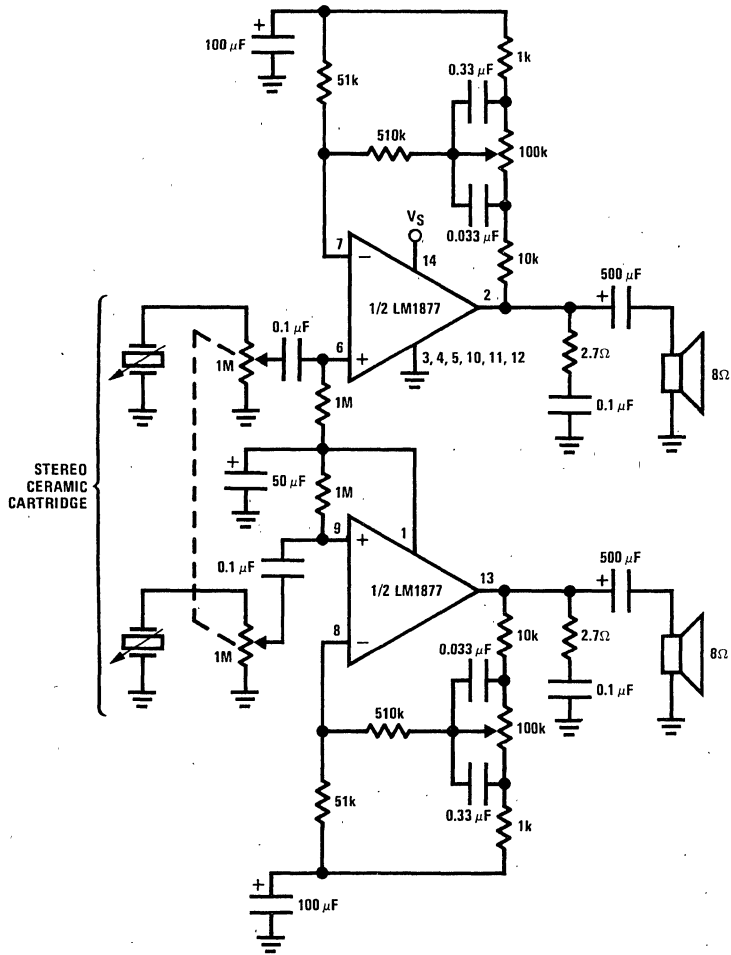 +
100 μF
51k
1k
0.33 μF
510k
100k
0.033 μF
10k
VS
7
−
14
1/2 LM1877
2
+
500 μF
0.1 μF
6
+
3, 4, 5, 10, 11, 12
1M
2.7Ω
8Ω
0.1 μF
1M
STEREO
CERAMIC
CARTRIDGE
+
50 μF
1M
9
+
1
0.1 μF
1/2 LM1877
13
+
500 μF
8
−
1M
10k
2.7Ω
8Ω
0.033 μF
0.1 μF
510k
100k
51k
0.33 μF
1k
+
100 μF